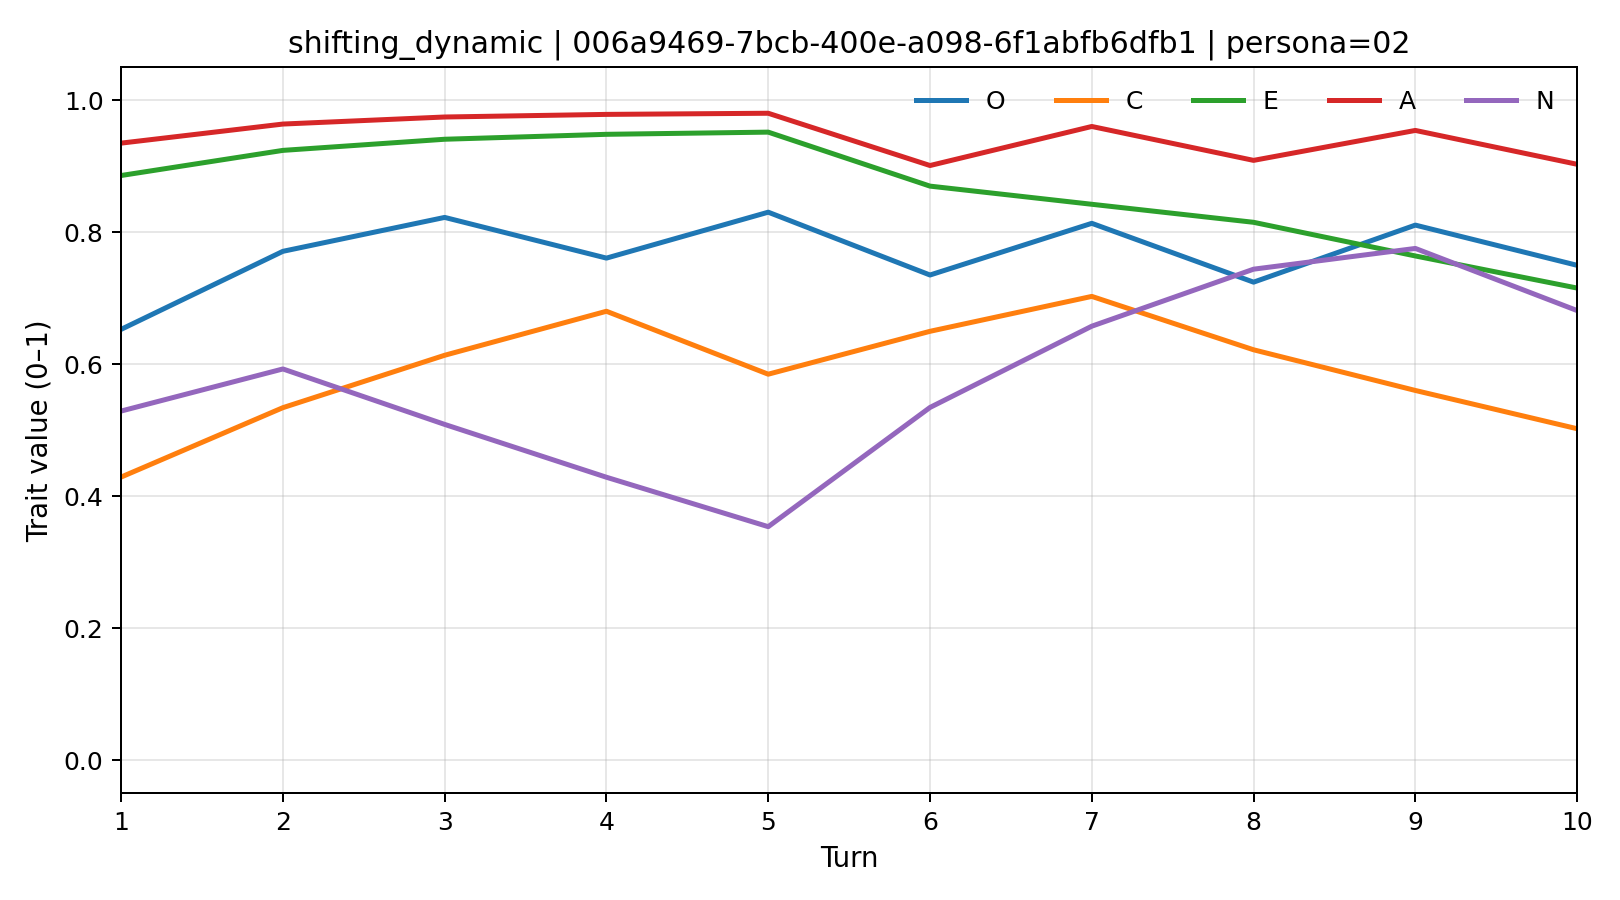 shifting_dynamic | 006a9469-7bcb-400e-a098-6f1abfb6dfb1 | persona=02
O C E A N
1.0
0.8
0.6
0.4
0.2
0.0
Trait value (0–1)
1 2 3 4 5 6 7 8 9 10
Turn